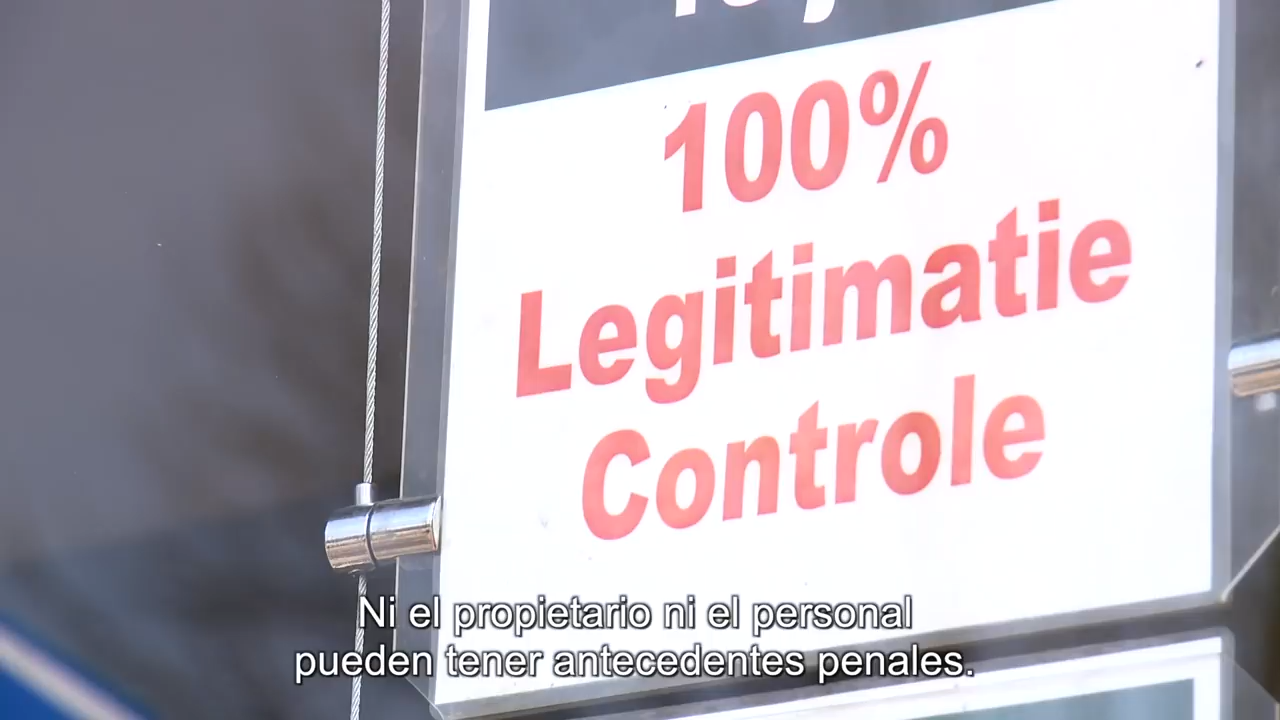 100%
Legitimatie
Controle
Ni el propietario ni el personal
pueden tener antecedentes penales.